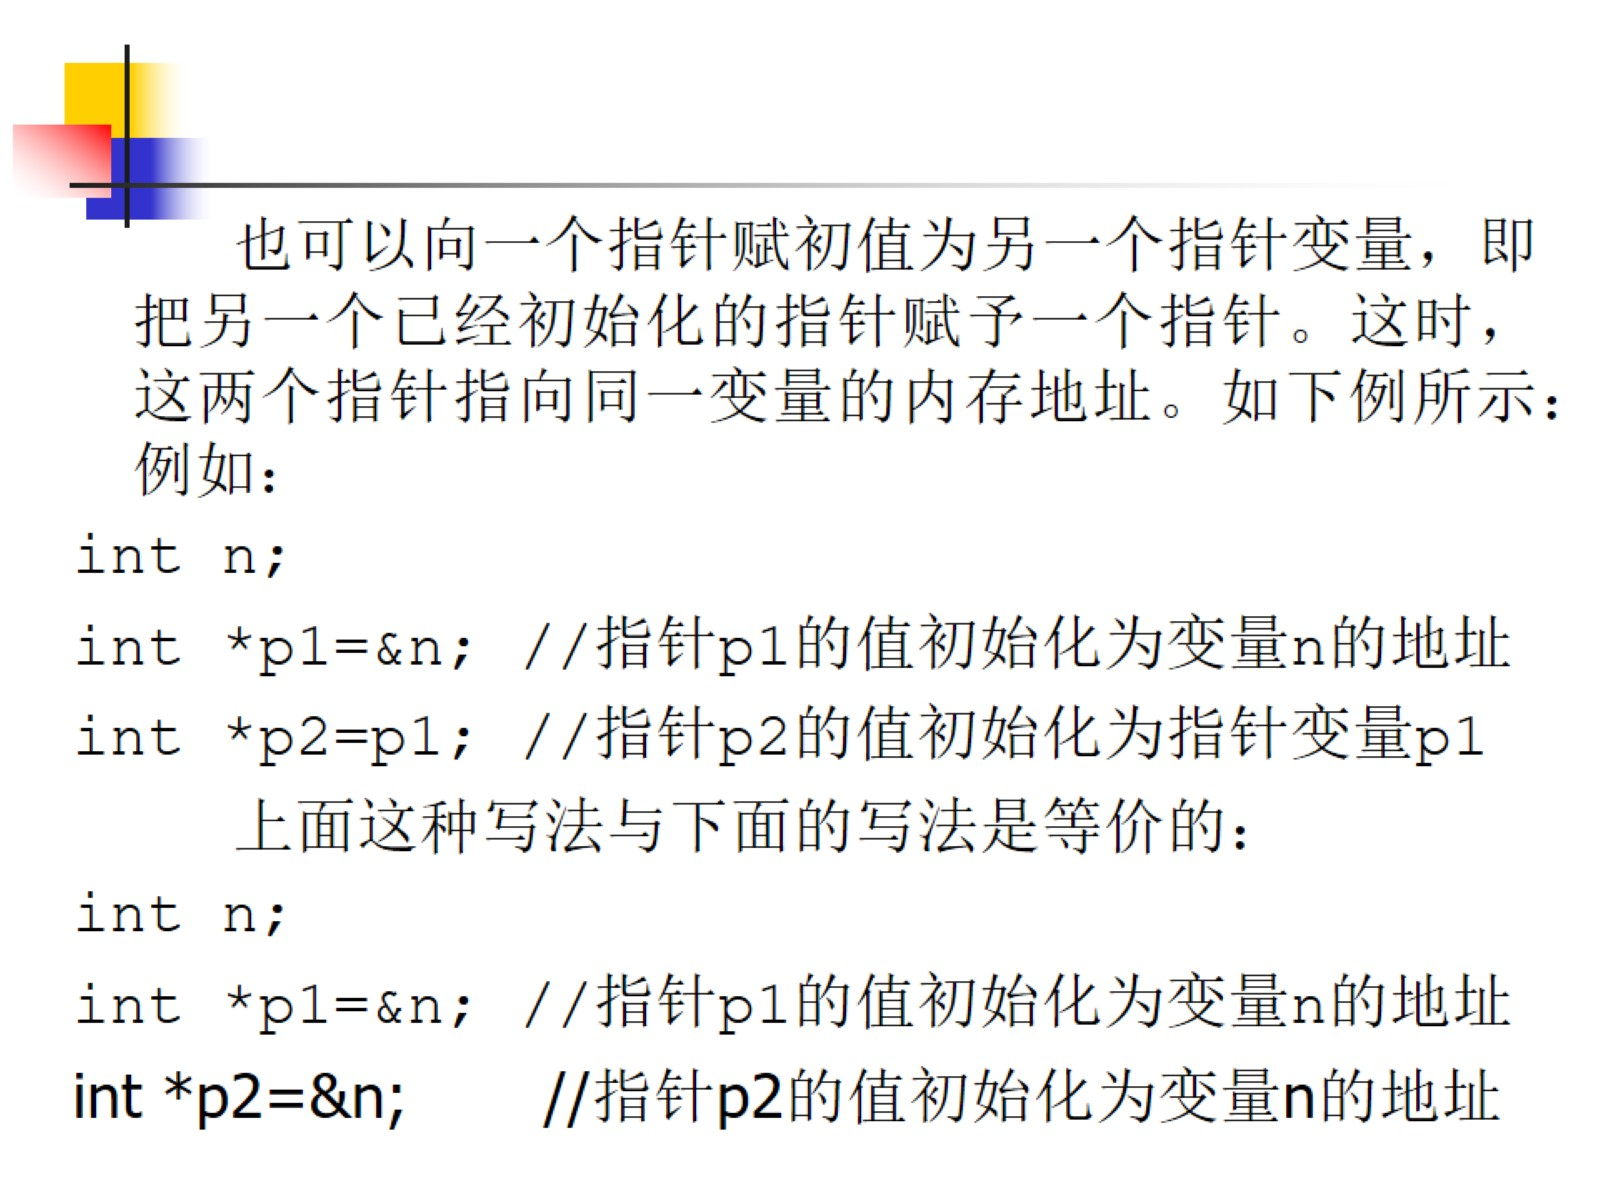 也可以向一个指针赋初值为另一个指针变量，即
把另一个已经初始化的指针赋予一个指针。这时，
这两个指针指向同一变量的内存地址。如下例所示：
例如：
int n;
int *p1=&n; //指针p1的值初始化为变量n的地址
int *p2=p1; //指针p2的值初始化为指针变量p1
上面这种写法与下面的写法是等价的：
int n;
int *p1=&n; //指针p1的值初始化为变量n的地址
int *p2=&n; //指针p2的值初始化为变量n的地址